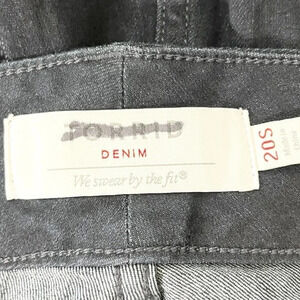 TORRID
DENIM
We swear by the fit®
20S